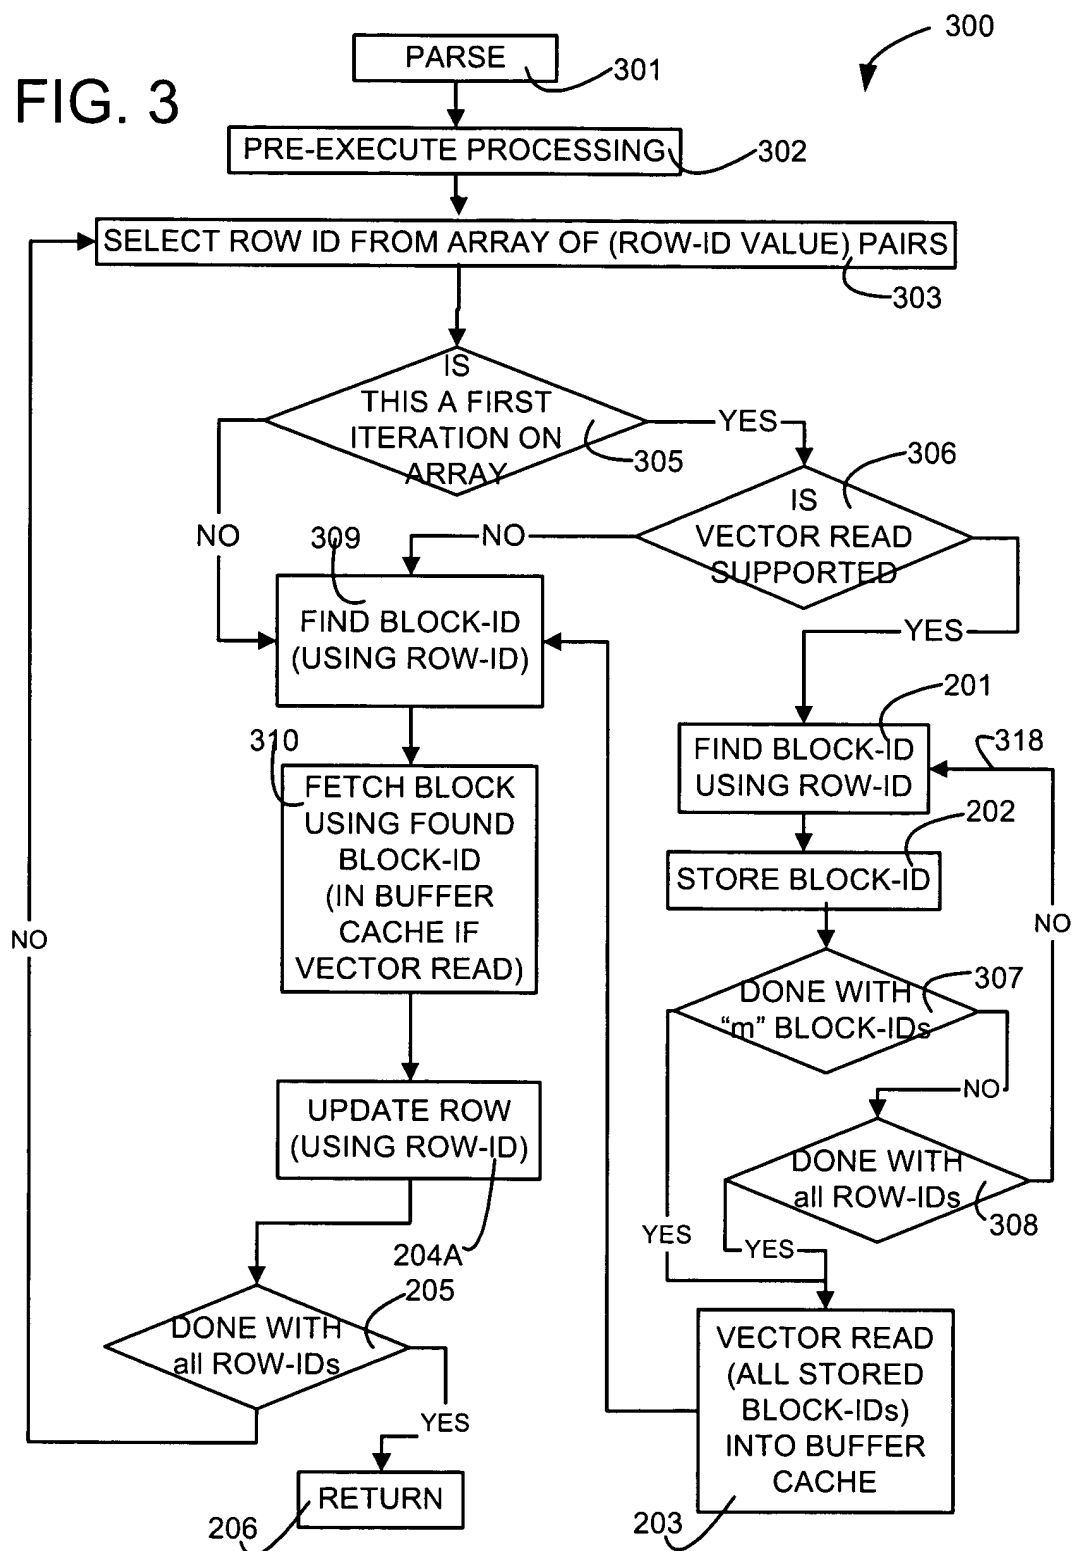 300
PARSE
301
FIG. 3
PRE-EXECUTE PROCESSING
302
SELECT ROW ID FROM ARRAY OF (ROW-ID VALUE) PAIRS
303
IS
THIS A FIRST
ITERATION ON
ARRAY
305
YES
306
IS
VECTOR READ
SUPPORTED
NO
NO
309
FIND BLOCK-ID
(USING ROW-ID)
YES
201
FIND BLOCK-ID
USING ROW-ID
318
310
FETCH BLOCK
USING FOUND
BLOCK-ID
(IN BUFFER
CACHE IF
VECTOR READ)
202
STORE BLOCK-ID
NO
NO
307
DONE WITH
“m” BLOCK-IDs
NO
UPDATE ROW
(USING ROW-ID)
204A
DONE WITH
all ROW-IDs
308
YES
YES
205
DONE WITH
all ROW-IDs
YES
VECTOR READ
(ALL STORED
BLOCK-IDs)
INTO BUFFER
CACHE
203
RETURN
206